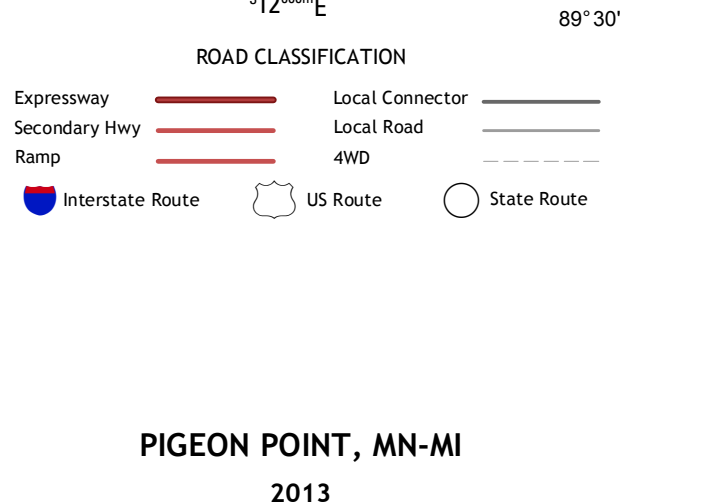 ³12⁰⁰⁰ᵐE
89°30'
ROAD CLASSIFICATION
Expressway Local Connector
Secondary Hwy Local Road
Ramp 4WD
Interstate Route US Route State Route
PIGEON POINT, MN-MI
2013